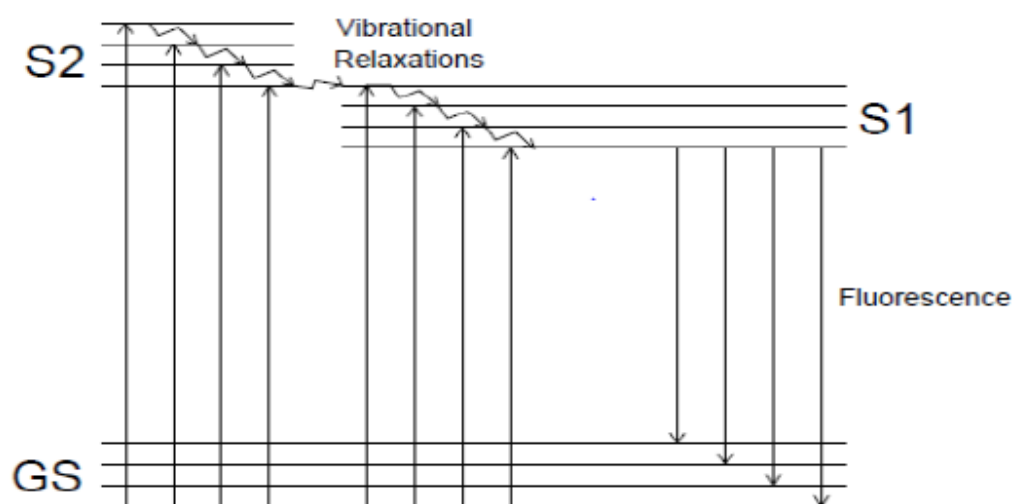 Vibrational
Relaxations
S2
S1
Fluorescence
GS